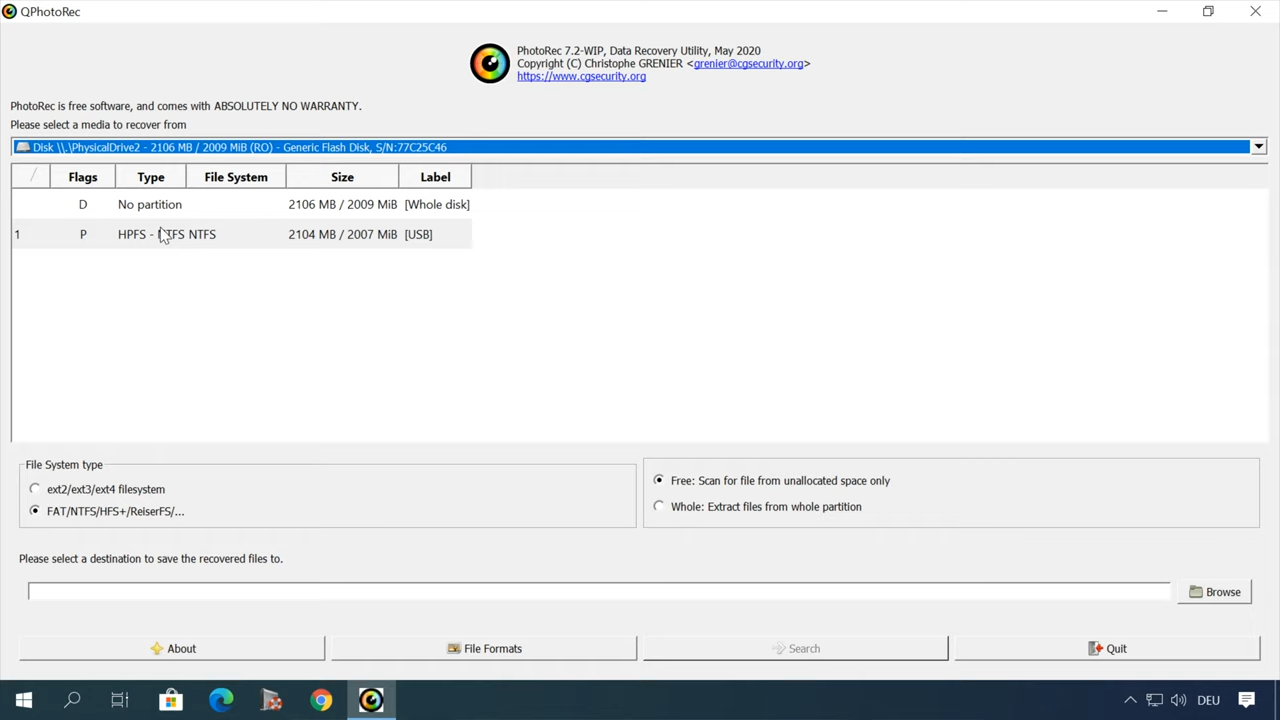 QPhotoRec
PhotoRec 7.2-WIP, Data Recovery Utility, May 2020
Copyright (C) Christophe GRENIER <grenier@cgsecurity.org>
https://www.cgsecurity.org
PhotoRec is free software, and comes with ABSOLUTELY NO WARRANTY.
Please select a media to recover from
Disk \\.\PhysicalDrive2 - 2106 MB / 2009 MiB (RO) - Generic Flash Disk, S/N:77C25C46
Flags Type File System Size Label
D No partition 2106 MB / 2009 MiB [Whole disk]
1 P HPFS - NTFS NTFS 2104 MB / 2007 MiB [USB]
File System type
ext2/ext3/ext4 filesystem
FAT/NTFS/HFS+/ReiserFS/...
Free: Scan for file from unallocated space only
Whole: Extract files from whole partition
Please select a destination to save the recovered files to.
Browse
About File Formats Search Quit
DEU